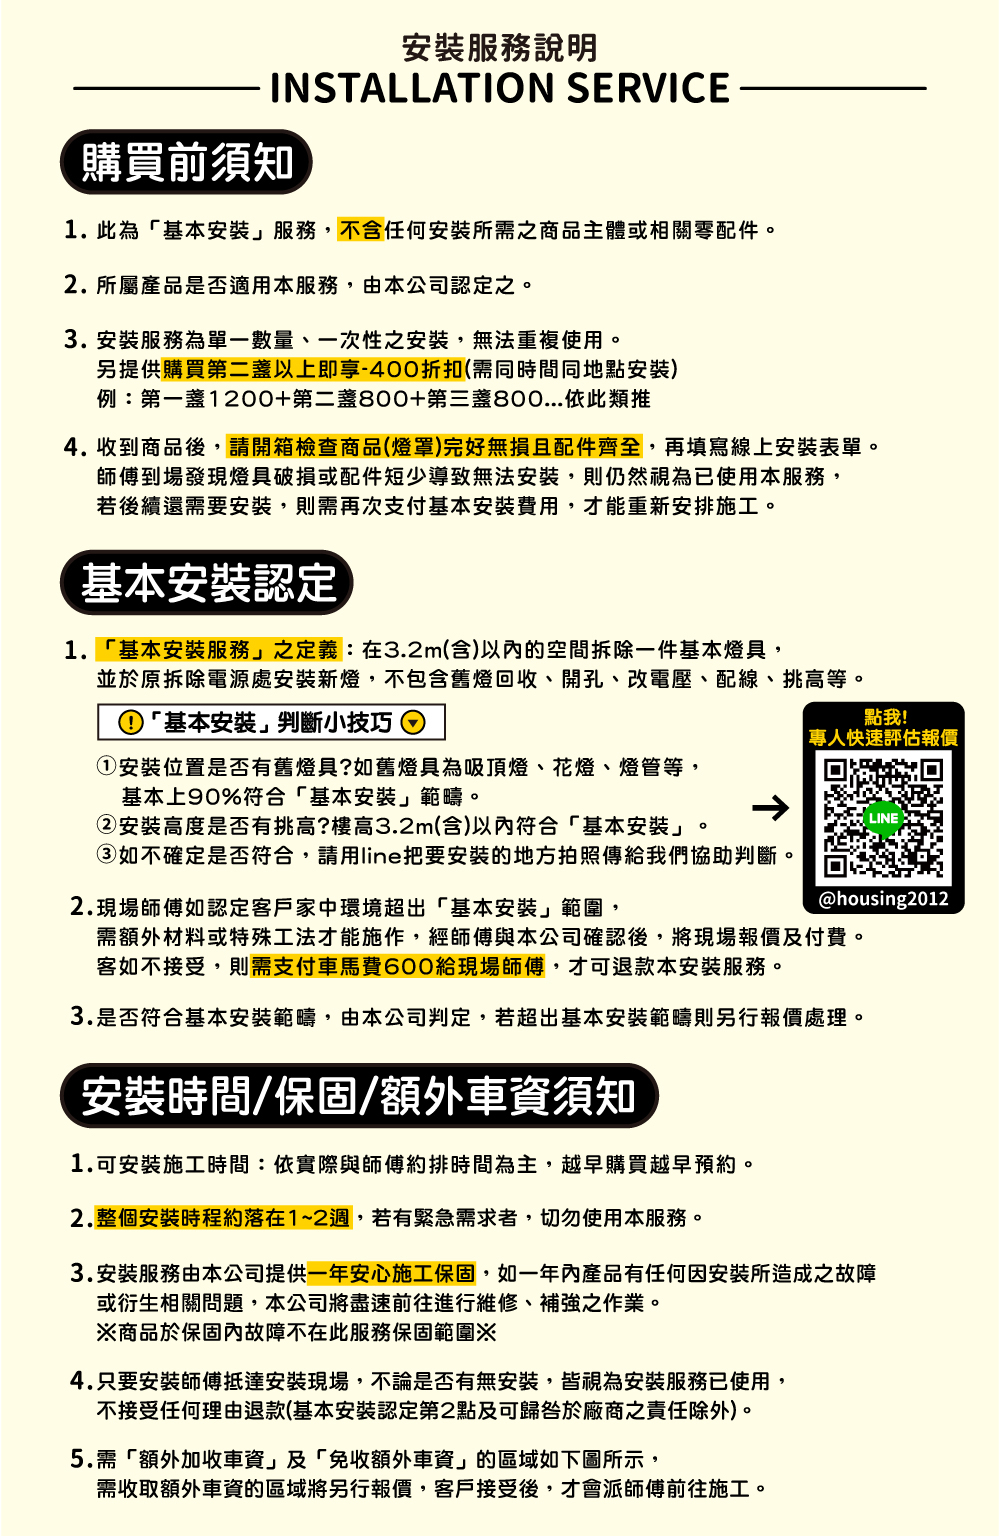 安裝服務說明
INSTALLATION SERVICE
購買前須知
1. 此為「基本安裝」服務，不含任何安裝所需之商品主體或相關零配件。
2. 所屬產品是否適用本服務，由本公司認定之。
3. 安裝服務為單一數量、一次性之安裝，無法重複使用。
另提供購買第二盞以上即享-400折扣(需同時間同地點安裝)
例：第一盞1200+第二盞800+第三盞800...依此類推
4. 收到商品後，請開箱檢查商品(燈罩)完好無損且配件齊全，再填寫線上安裝表單。
師傅到場發現燈具破損或配件短少導致無法安裝，則仍然視為已使用本服務，
若後續還需要安裝，則需再次支付基本安裝費用，才能重新安排施工。
基本安裝認定
1. 「基本安裝服務」之定義：在3.2m(含)以內的空間拆除一件基本燈具，
並於原拆除電源處安裝新燈，不包含舊燈回收、開孔、改電壓、配線、挑高等。
!「基本安裝」判斷小技巧
①安裝位置是否有舊燈具?如舊燈具為吸頂燈、花燈、燈管等，
基本上90%符合「基本安裝」範疇。
②安裝高度是否有挑高?樓高3.2m(含)以內符合「基本安裝」。
③如不確定是否符合，請用line把要安裝的地方拍照傳給我們協助判斷。
點我!
專人快速評估報價
LINE
@housing2012
2.現場師傅如認定客戶家中環境超出「基本安裝」範圍，
需額外材料或特殊工法才能施作，經師傅與本公司確認後，將現場報價及付費。
客如不接受，則需支付車馬費600給現場師傅，才可退款本安裝服務。
3.是否符合基本安裝範疇，由本公司判定，若超出基本安裝範疇則另行報價處理。
安裝時間/保固/額外車資須知
1.可安裝施工時間：依實際與師傅約排時間為主，越早購買越早預約。
2.整個安裝時程約落在1~2週，若有緊急需求者，切勿使用本服務。
3.安裝服務由本公司提供一年安心施工保固，如一年內產品有任何因安裝所造成之故障
或衍生相關問題，本公司將盡速前往進行維修、補強之作業。
※商品於保固內故障不在此服務保固範圍※
4.只要安裝師傅抵達安裝現場，不論是否有無安裝，皆視為安裝服務已使用，
不接受任何理由退款(基本安裝認定第2點及可歸咎於廠商之責任除外)。
5.需「額外加收車資」及「免收額外車資」的區域如下圖所示，
需收取額外車資的區域將另行報價，客戶接受後，才會派師傅前往施工。